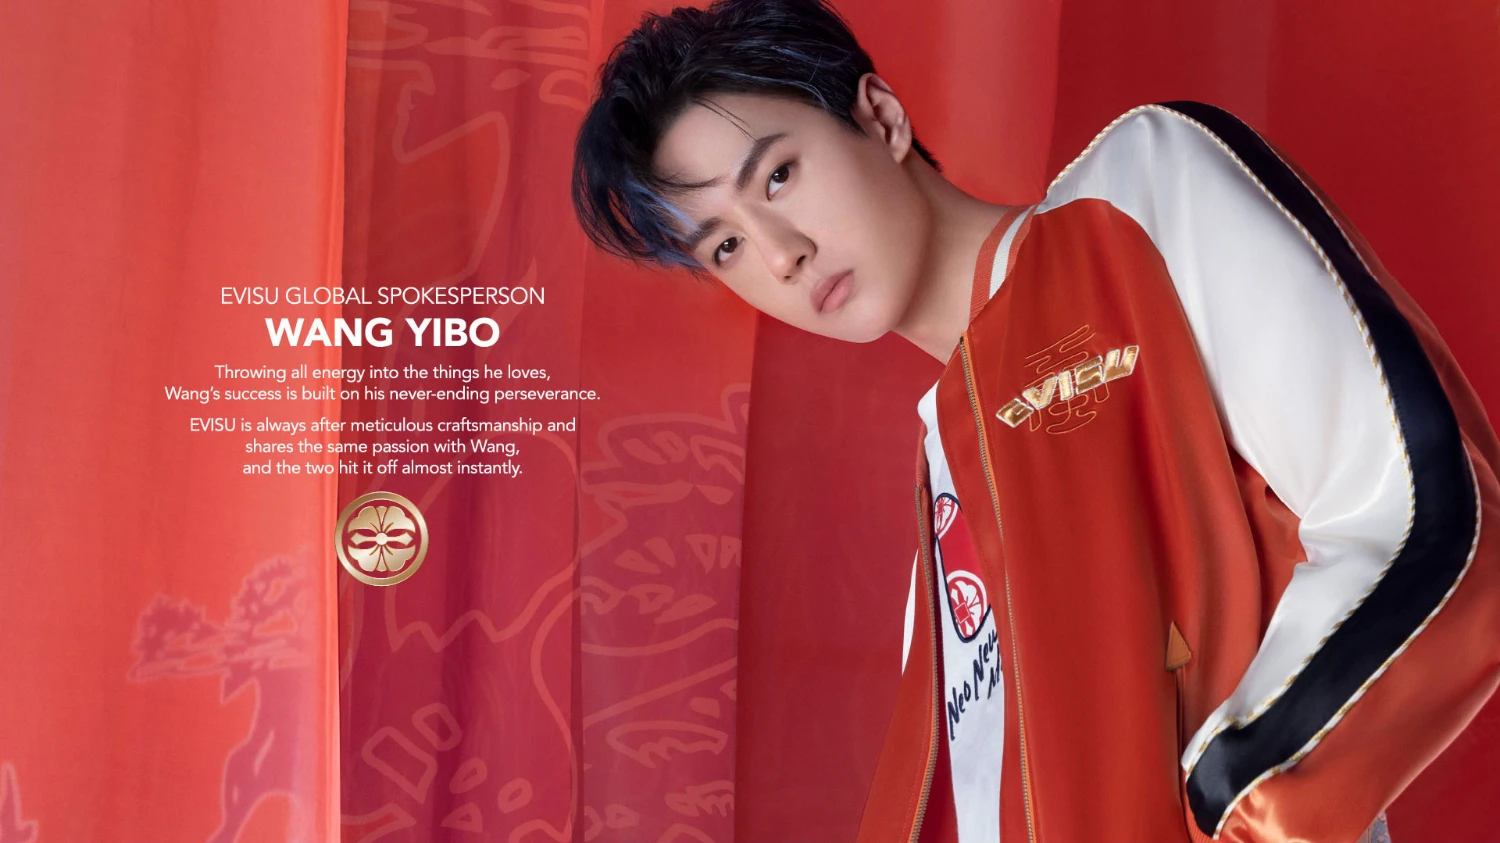 EVISU GLOBAL SPOKESPERSON
WANG YIBO
Throwing all energy into the things he loves,
Wang's success is built on his never-ending perseverance.
EVISU is always after meticulous craftsmanship and
shares the same passion with Wang,
and the two hit it off almost instantly.
EVISU
Neo Neu